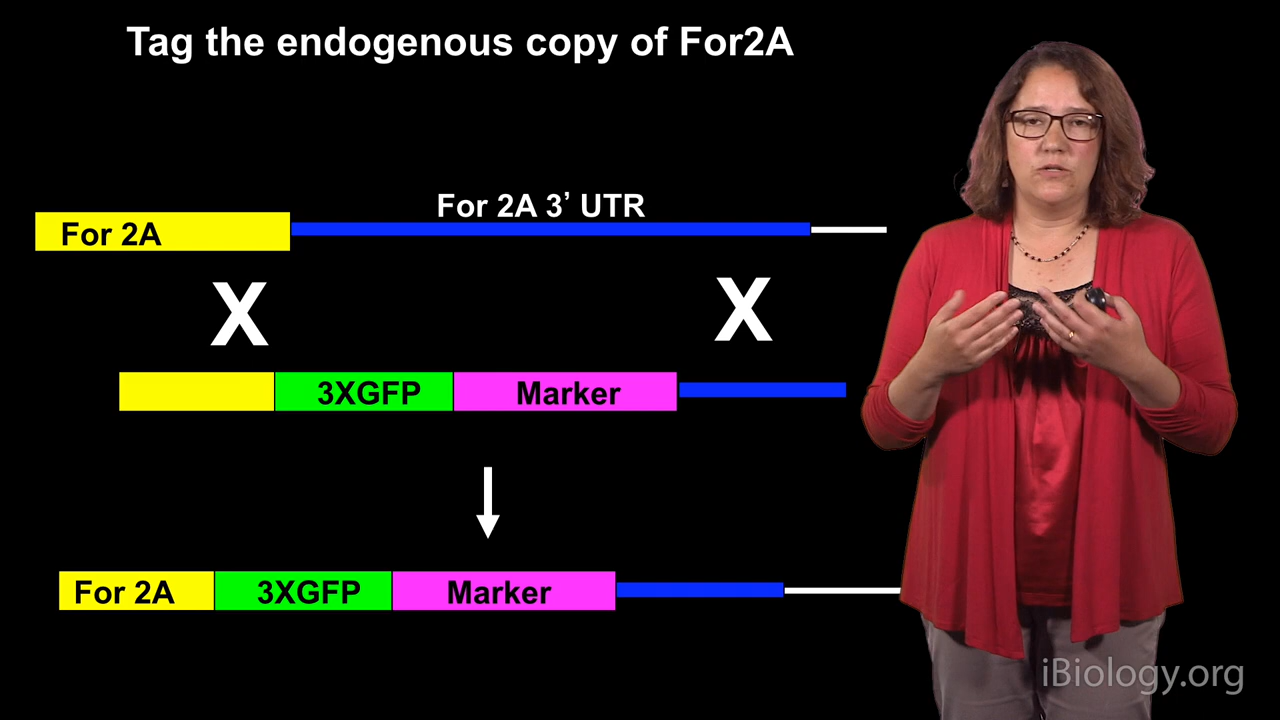 Tag the endogenous copy of For2A
For 2A 3’ UTR
For 2A
X X
3XGFP Marker
For 2A 3XGFP Marker
iBiology.org